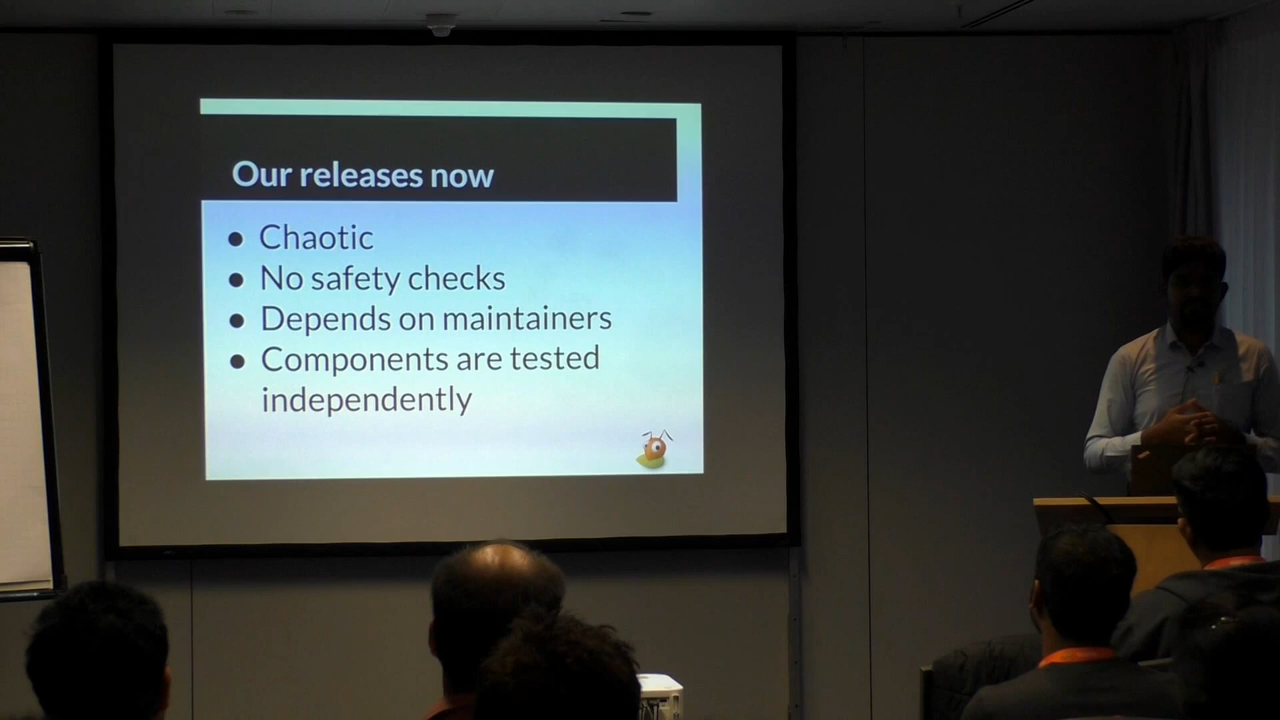 Our releases now
● Chaotic
● No safety checks
● Depends on maintainers
● Components are tested
independently